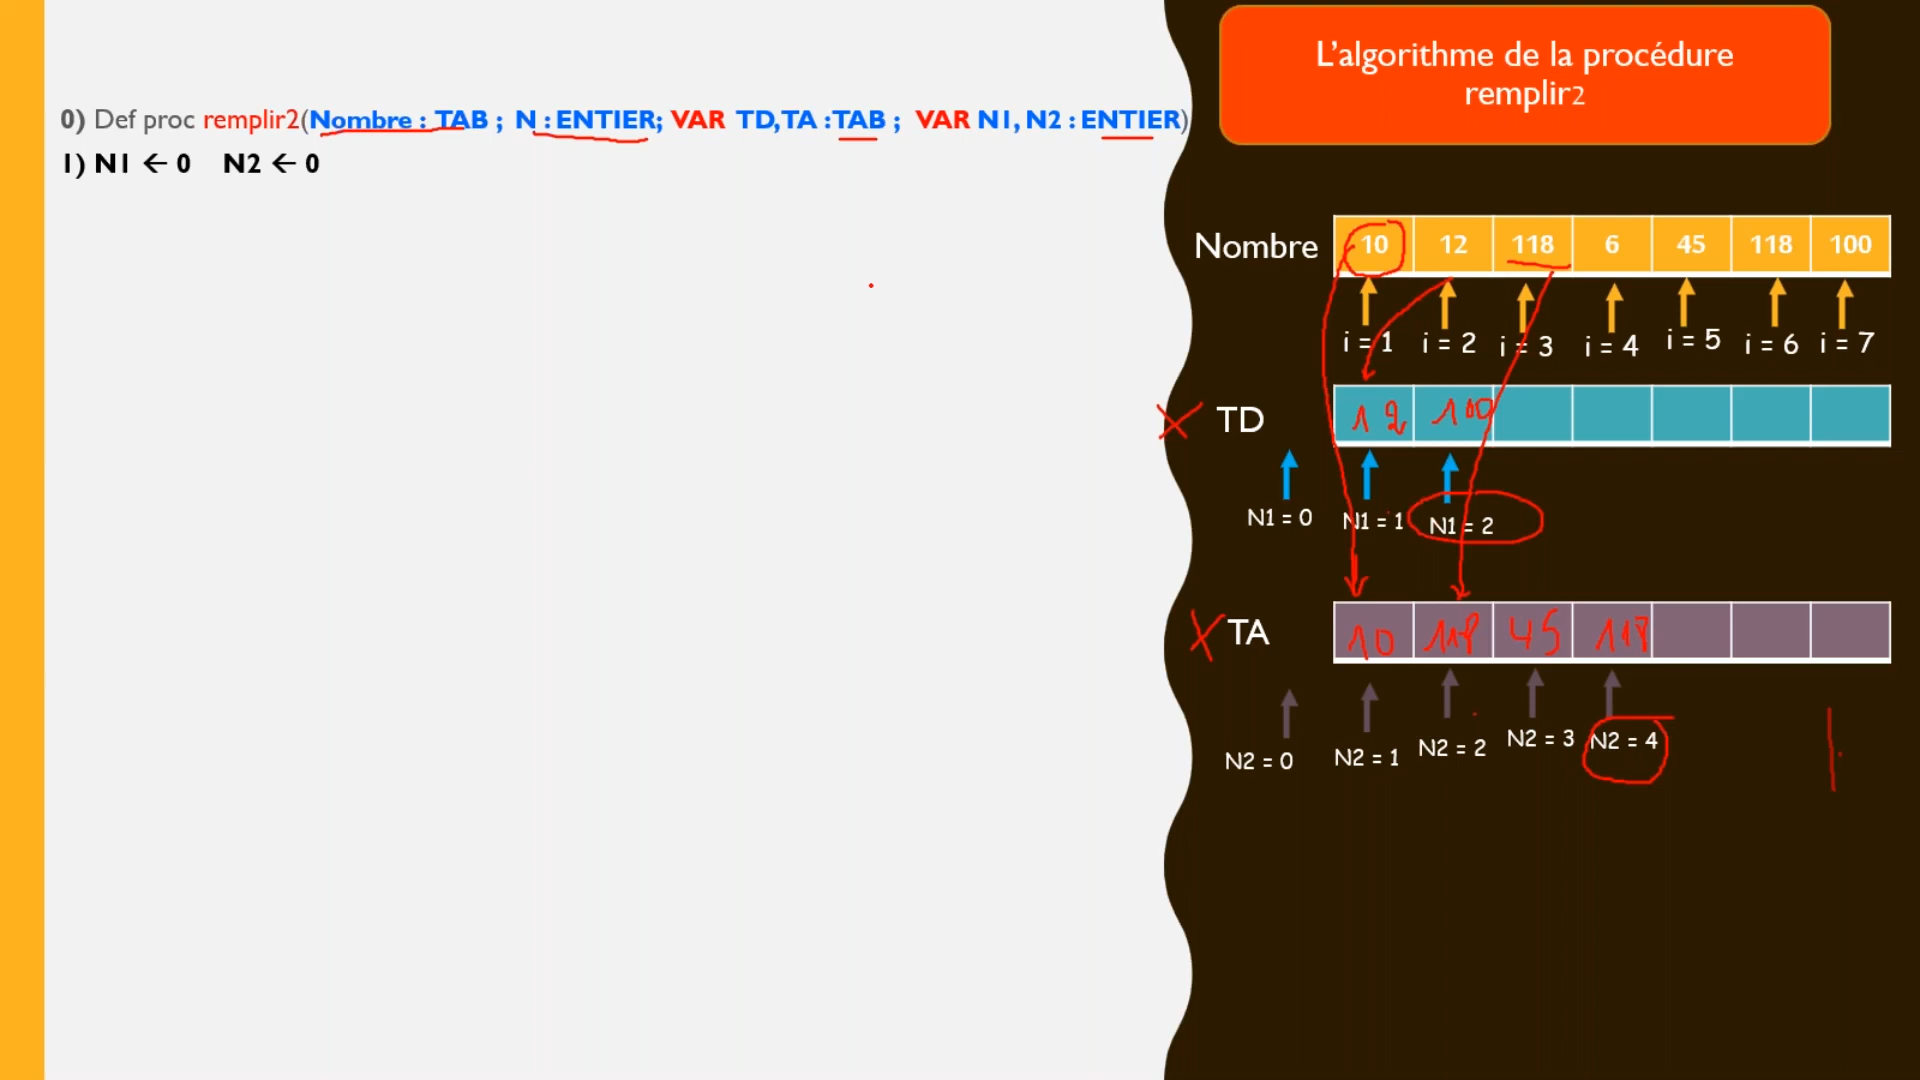 L'algorithme de la procédure
remplir2
0) Def proc remplir2(Nombre : TAB ; N : ENTIER; VAR TD,TA :TAB ; VAR N1, N2 : ENTIER)
1) N1 ← 0 N2 ← 0
Nombre 10 12 118 6 45 118 100
i = 1 i = 2 i = 3 i = 4 i = 5 i = 6 i = 7
TD 12 100
N1 = 0 N1 = 1 N1 = 2
TA 10 118 45 118
N2 = 0 N2 = 1 N2 = 2 N2 = 3 N2 = 4